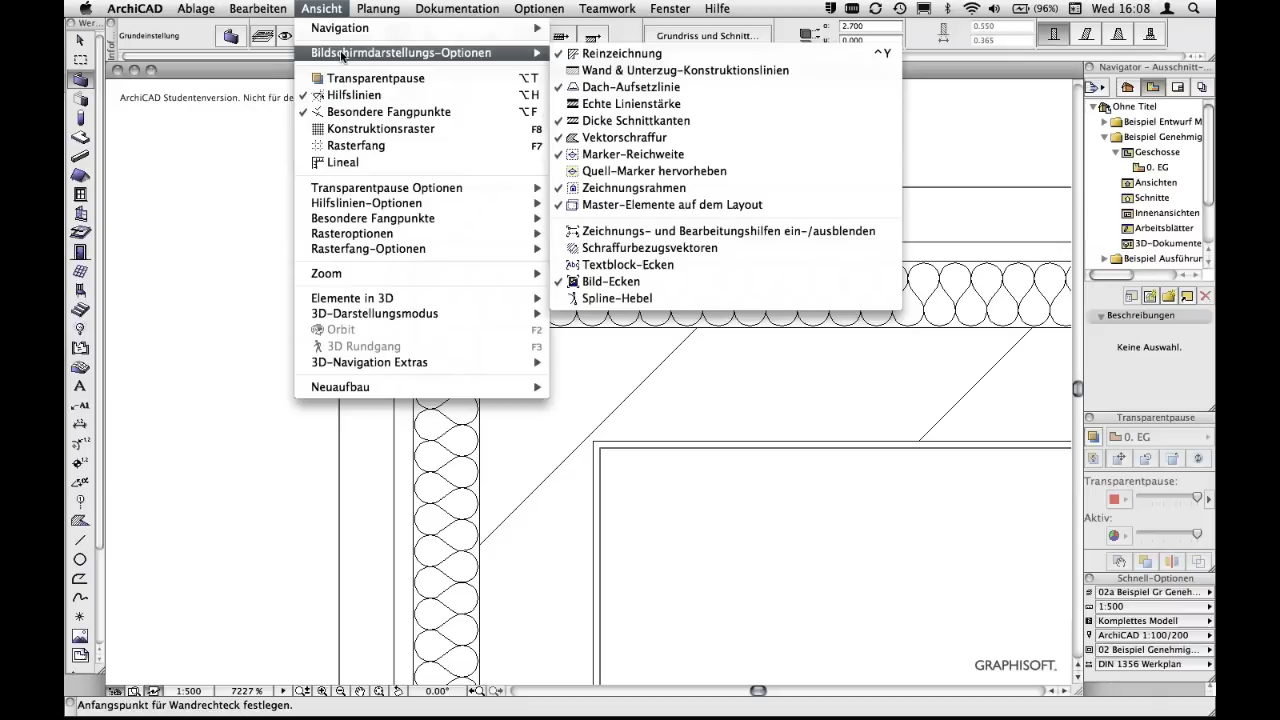 ArchiCAD Ablage Bearbeiten Ansicht Planung Dokumentation Optionen Teamwork Fenster Hilfe (96%) Wed 16:08
Grundeinstellung
Grundriss und Schnitt...
2.700
0.000
0.550
0.365
ArchiCAD Studentenversion. Nicht für de
Navigation
Bildschirmdarstellungs-Optionen
Transparentpause ⌥T
Hilfslinien ⌥H
Besondere Fangpunkte ⌥F
Konstruktionsraster F8
Rasterfang F7
Lineal
Transparentpause Optionen
Hilfslinien-Optionen
Besondere Fangpunkte
Rasteroptionen
Rasterfang-Optionen
Zoom
Elemente in 3D
3D-Darstellungsmodus
Orbit F2
3D Rundgang F3
3D-Navigation Extras
Neuaufbau
Reinzeichnung ^Y
Wand & Unterzug-Konstruktionslinien
Dach-Aufsetzlinie
Echte Linienstärke
Dicke Schnittkanten
Vektorschraffur
Marker-Reichweite
Quell-Marker hervorheben
Zeichnungsrahmen
Master-Elemente auf dem Layout
Zeichnungs- und Bearbeitungshilfen ein-/ausblenden
Schraffurbezugsvektoren
Textblock-Ecken
Bild-Ecken
Spline-Hebel
Navigator - Ausschnitt-...
Ohne Titel
Beispiel Entwurf M
Beispiel Genehmig
Geschosse
0. EG
Ansichten
Schnitte
Innenansichten
Arbeitsblätter
3D-Dokumente
Beispiel Ausführur
Beschreibungen
Keine Auswahl.
Transparentpause
0. EG
Transparentpause:
Aktiv:
Schnell-Optionen
02a Beispiel Gr Geneh...
1:500
Komplettes Modell
ArchiCAD 1:100/200
02 Beispiel Genehmig...
DIN 1356 Werkplan
GRAPHISOFT.
1:500 7227 % 0.00°
Anfangspunkt für Wandrechteck festlegen.